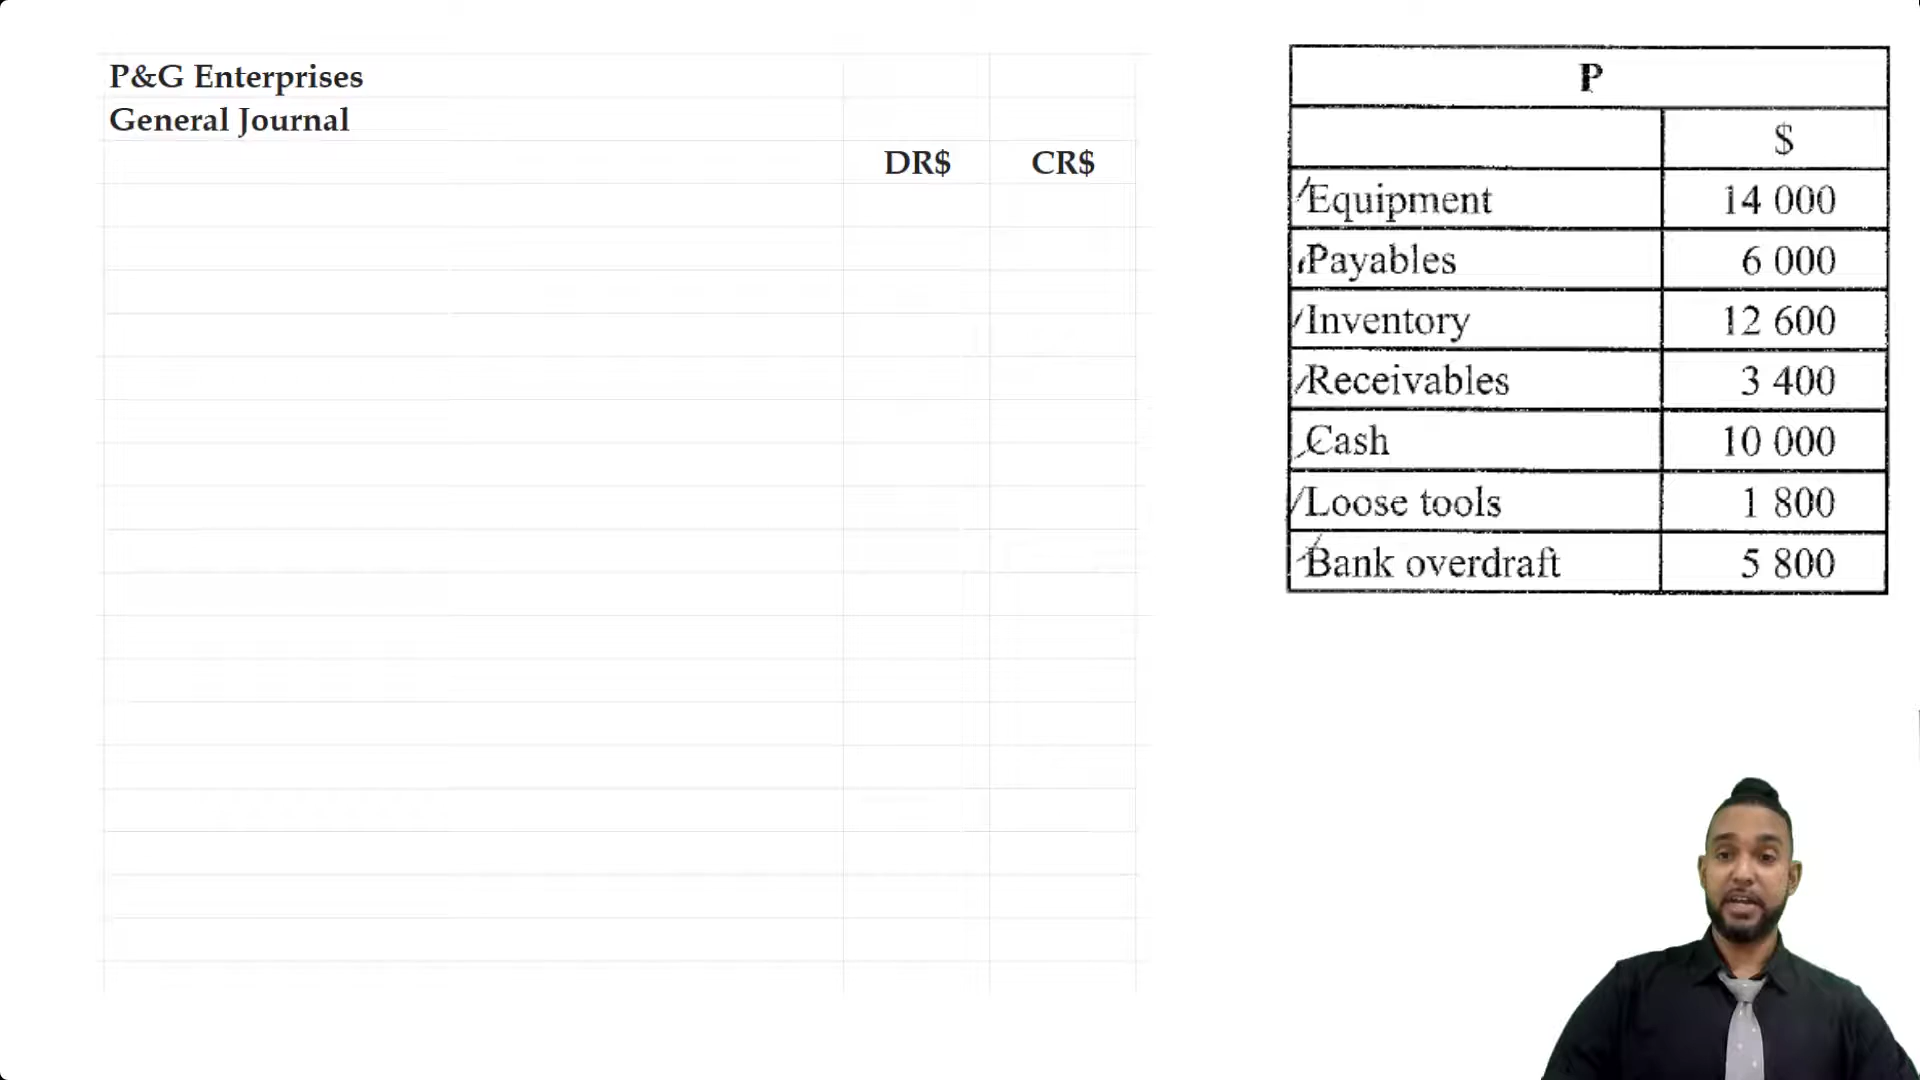 P&G Enterprises
General Journal
DR$ CR$
P
$
Equipment 14 000
Payables 6 000
Inventory 12 600
Receivables 3 400
Cash 10 000
Loose tools 1 800
Bank overdraft 5 800